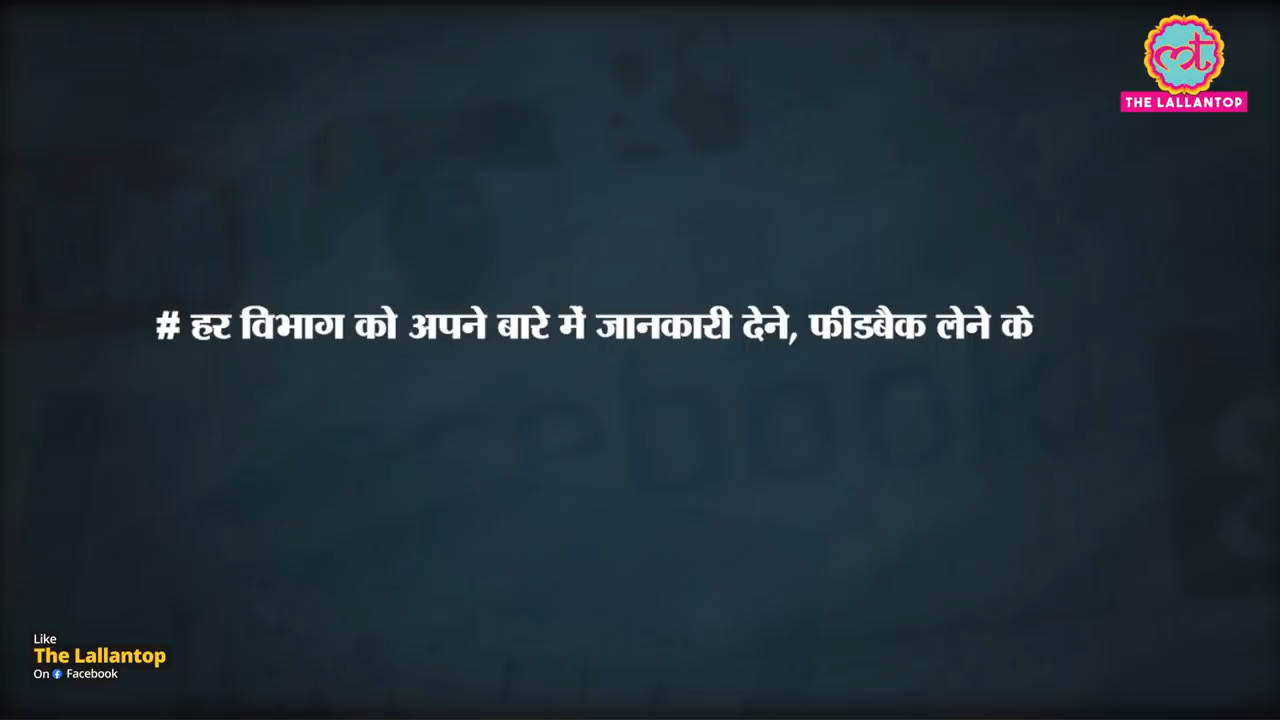 THE LALLANTOP
# हर विभाग को अपने बारे में जानकारी देने, फीडबैक लेने के
Like
The Lallantop
On Facebook